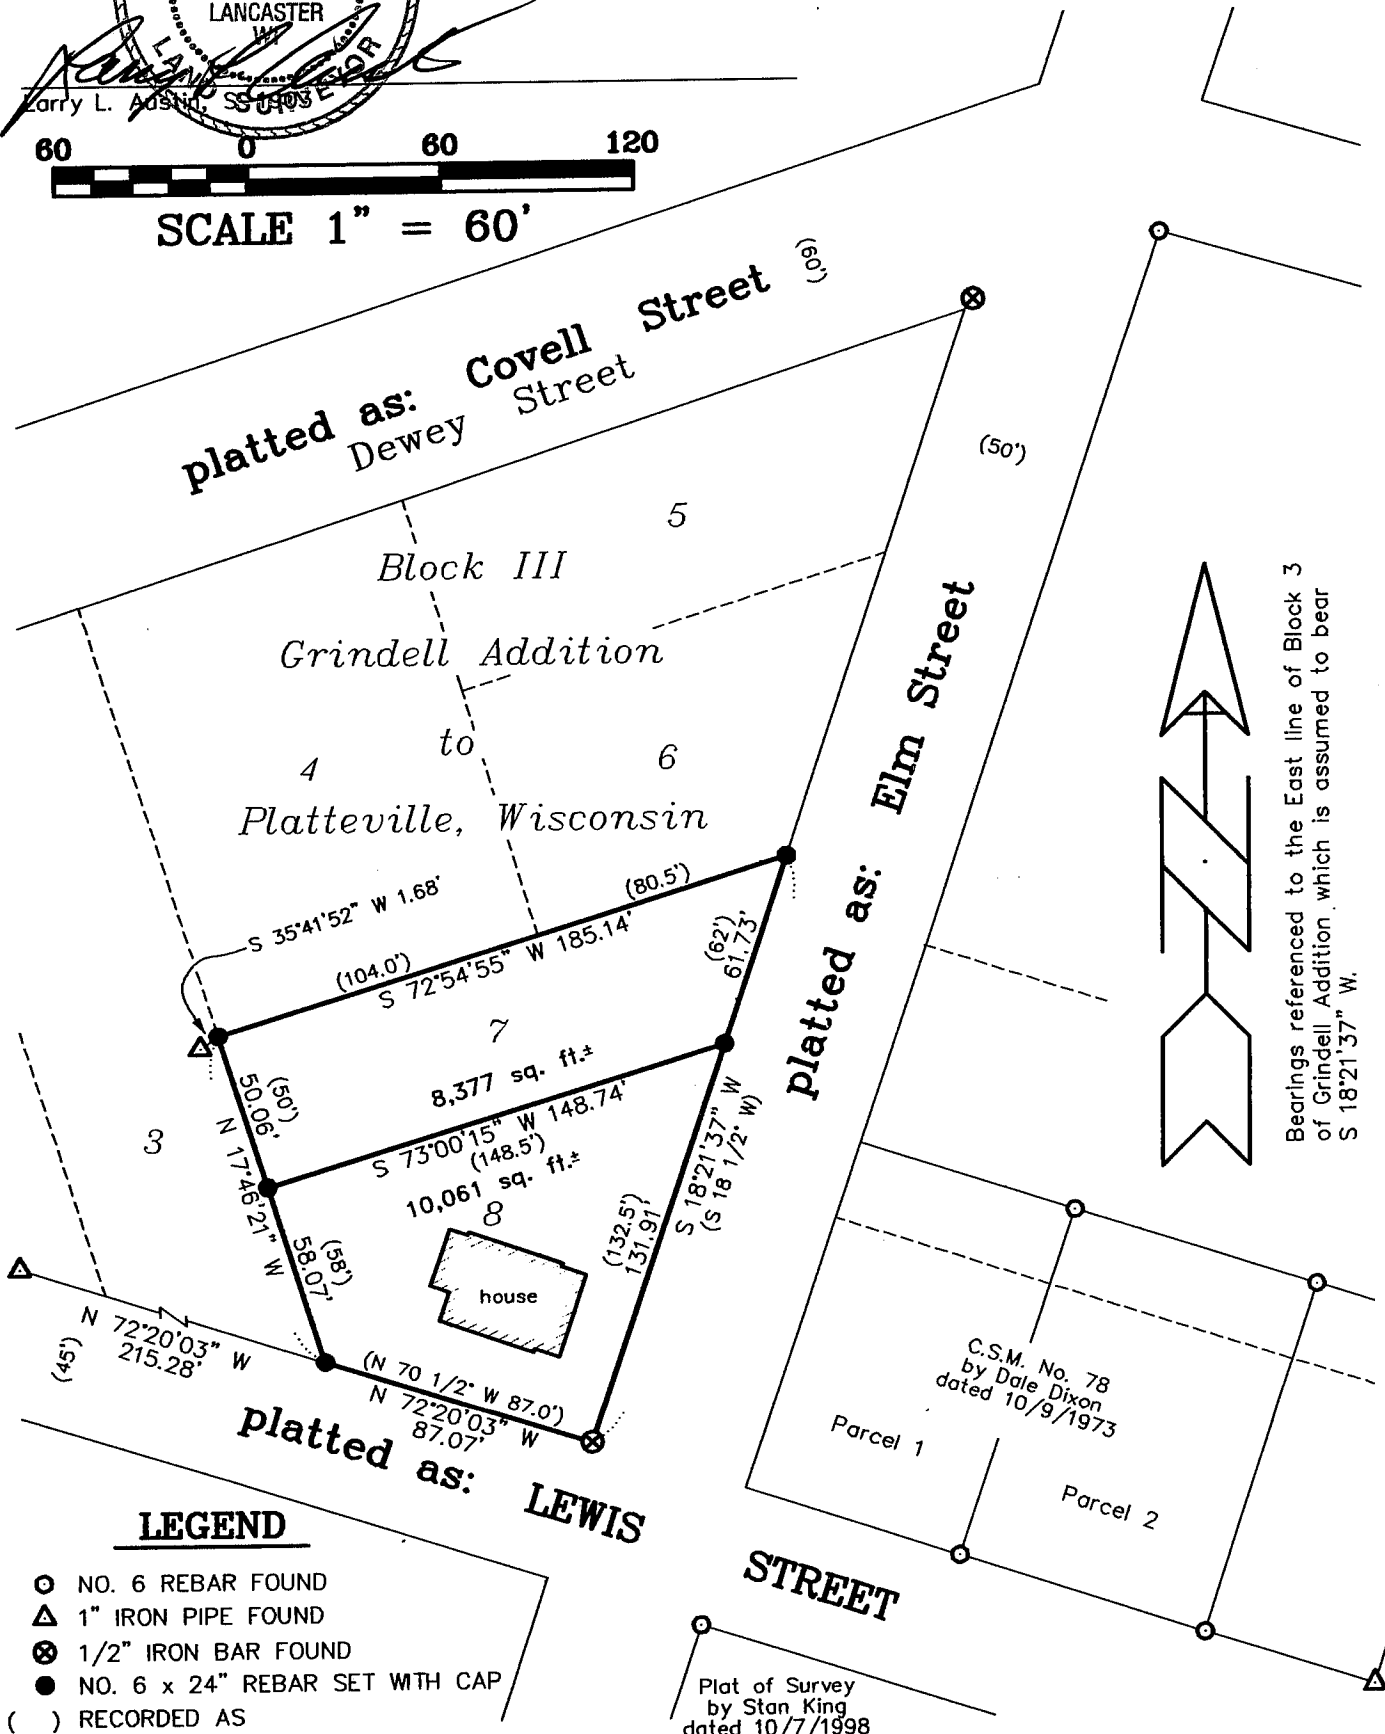 LANCASTER
WI
LAND SURVEYOR
Larry L. Austin, S-1903
60 0 60 120
SCALE 1” = 60’
(60’)
platted as: Covell Street
Dewey Street
(50’)
5
Block III
Grindell Addition
to
4
6
Platteville, Wisconsin
platted as: Elm Street
Bearings referenced to the East line of Block 3
of Grindell Addition which is assumed to bear
S 18°21’37” W.
N
S 35°41’52” W 1.68’
(80.5’)
(104.0’)
S 72°54’55” W 185.14’
(62’)
61.73’
7
8,377 sq. ft.±
S 73°00’15” W 148.74’
(148.5’)
10,061 sq. ft.±
8
(50’)
50.06’
N 17°46’21” W
(58’)
58.07’
3
house
(132.5’)
131.91’
S 18°21’37” W
(S 18 1/2° W)
N 72°20’03” W
215.28’
(45’)
(N 70 1/2° W 87.0’)
N 72°20’03” W
87.07’
platted as: LEWIS STREET
C.S.M. No. 78
by Dale Dixon
dated 10/9/1973
Parcel 1
Parcel 2
LEGEND
NO. 6 REBAR FOUND
1” IRON PIPE FOUND
1/2” IRON BAR FOUND
NO. 6 x 24” REBAR SET WITH CAP
( ) RECORDED AS
Plat of Survey
by Stan King
dated 10/7/1998